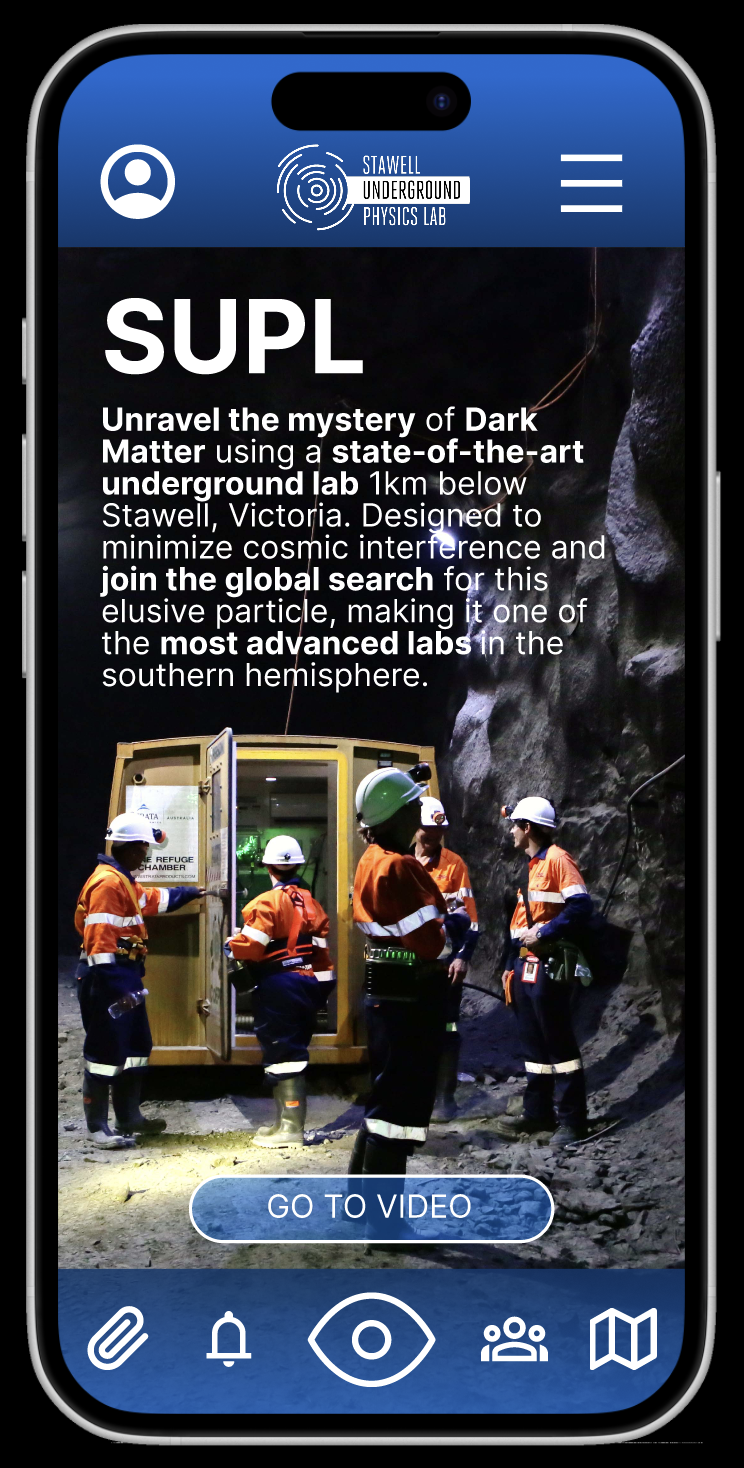 STAWELL
UNDERGROUND
PHYSICS LAB
SUPL
Unravel the mystery of Dark
Matter using a state-of-the-art
underground lab 1km below
Stawell, Victoria. Designed to
minimize cosmic interference and
join the global search for this
elusive particle, making it one of
the most advanced labs in the
southern hemisphere.
AUSTRALIA
REFUGE
CHAMBER
GO TO VIDEO